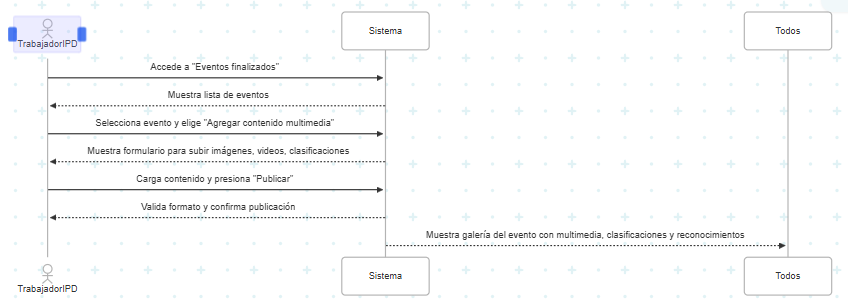 TrabajadorIPD
Sistema
Todos
Accede a "Eventos finalizados"
Muestra lista de eventos
Selecciona evento y elige "Agregar contenido multimedia"
Muestra formulario para subir imágenes, videos, clasificaciones
Carga contenido y presiona "Publicar"
Valida formato y confirma publicación
Muestra galería del evento con multimedia, clasificaciones y reconocimientos
TrabajadorIPD
Sistema
Todos